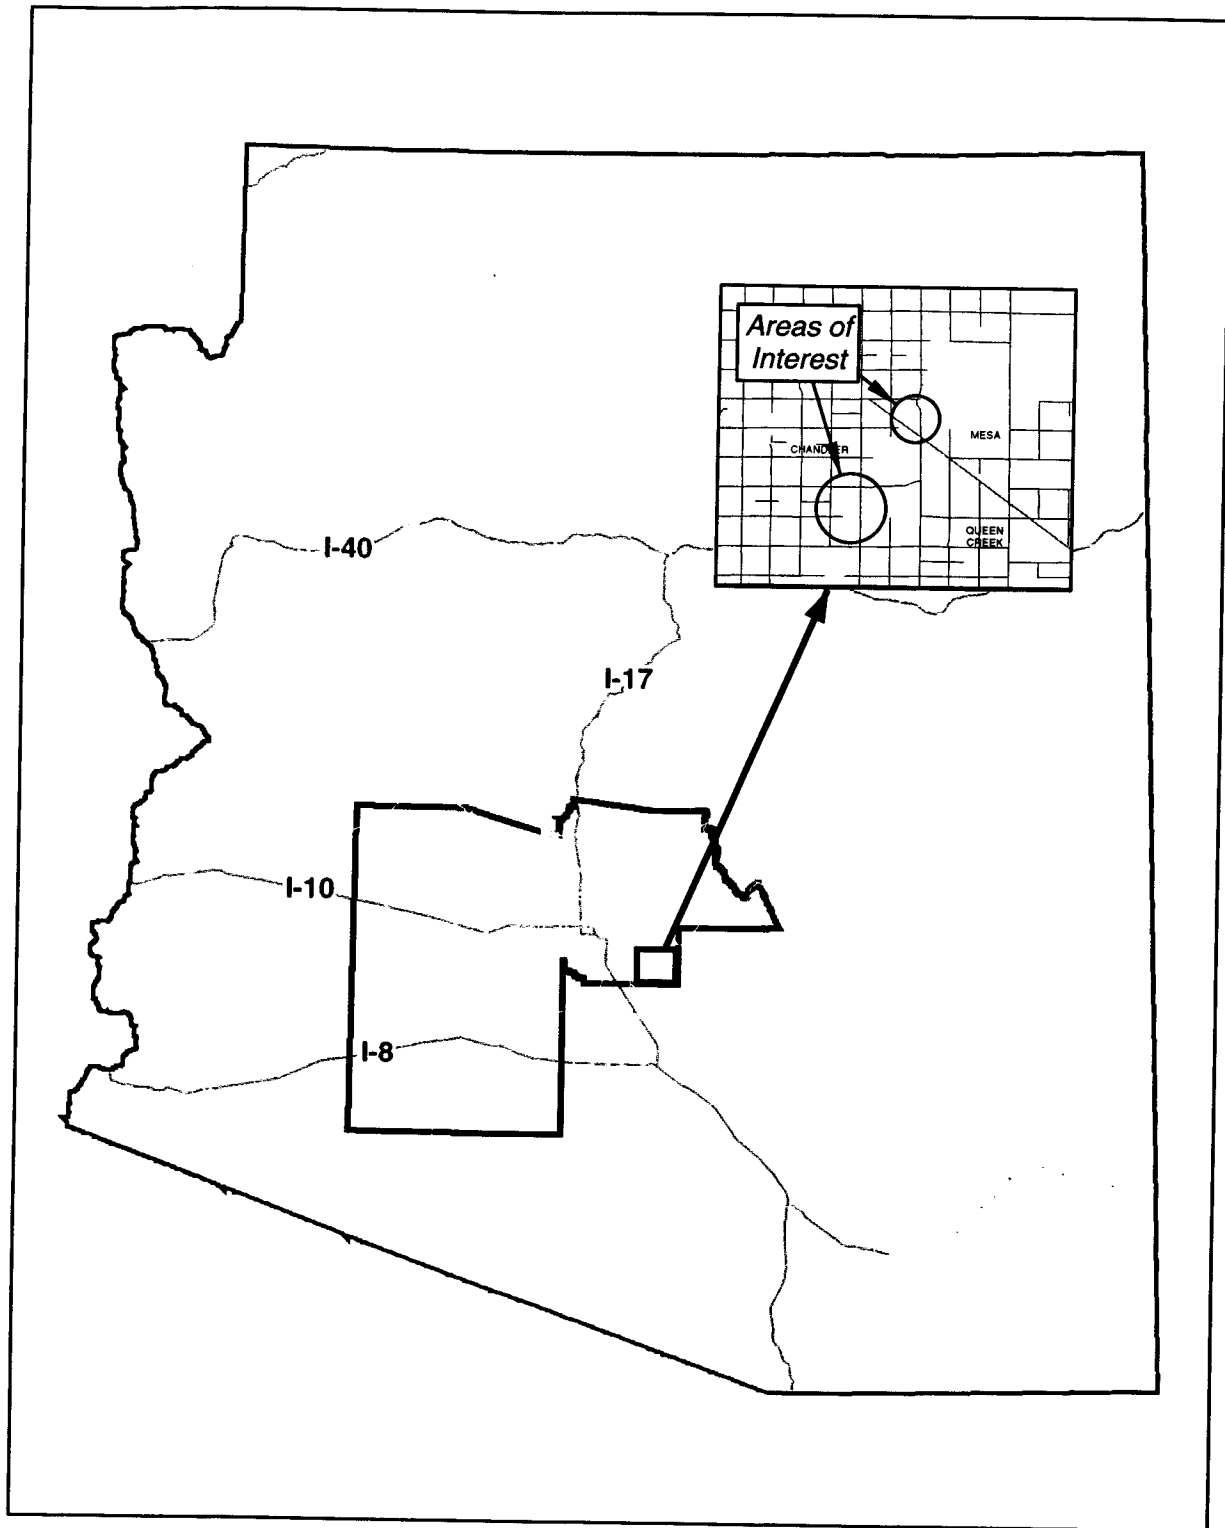 Areas of
Interest
MESA
CHANDLER
QUEEN
CREEK
I-40
I-17
I-10
I-8